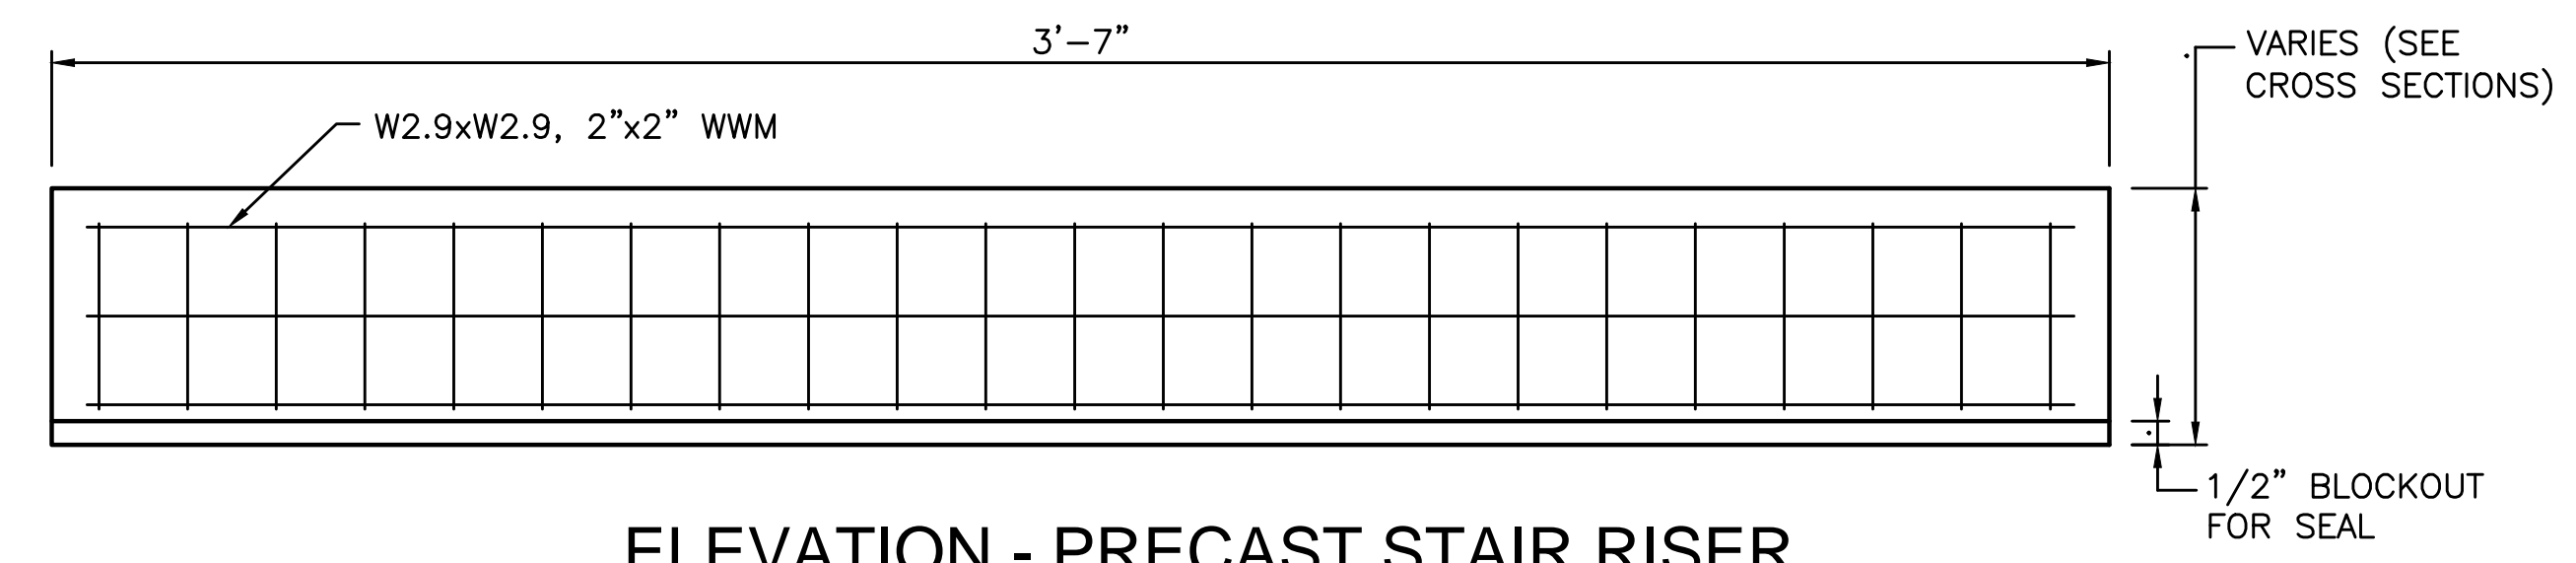 3'-7"
VARIES (SEE
CROSS SECTIONS)
W2.9xW2.9, 2"x2" WWM
1/2" BLOCKOUT
FOR SEAL
ELEVATION - PRECAST STAIR RISER